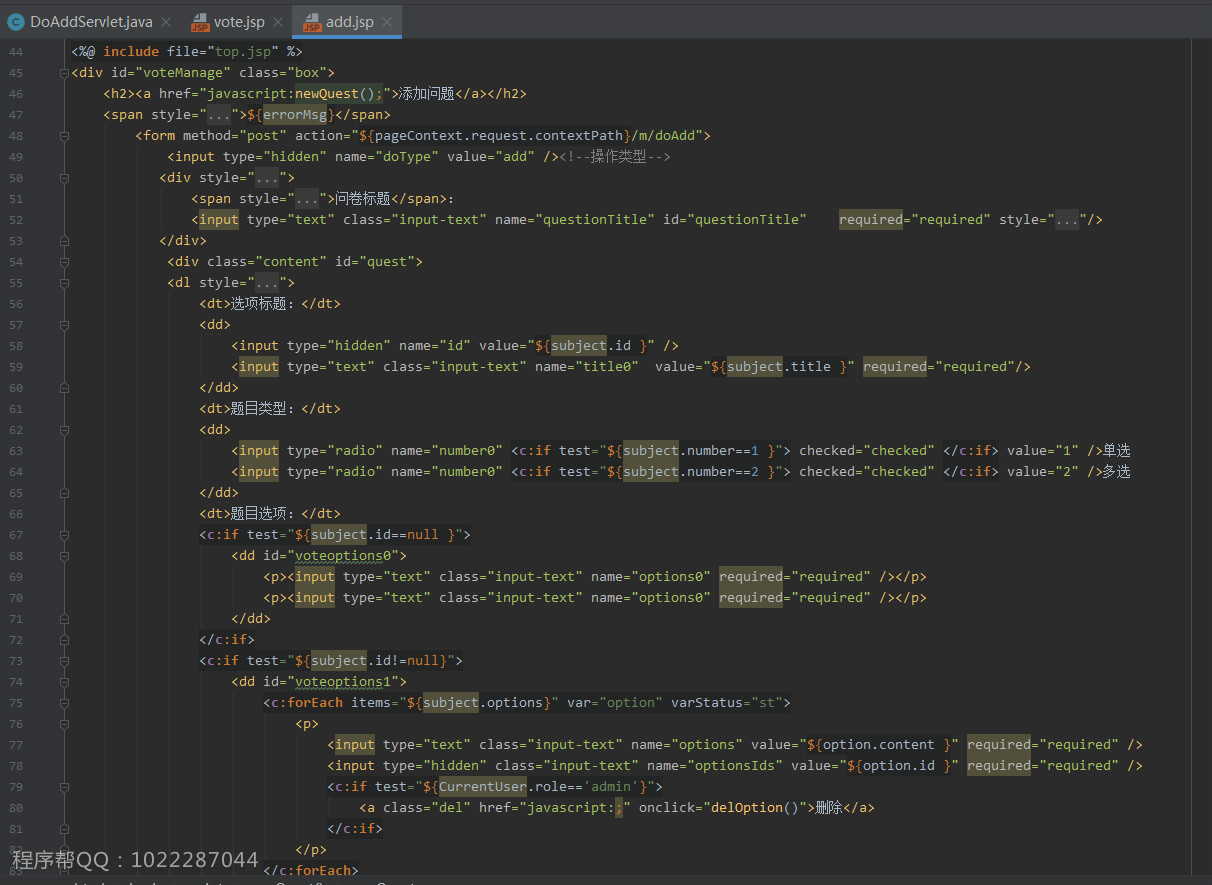 DoAddServlet.java vote.jsp add.jsp
44 <%@ include file="top.jsp" %>
45 <div id="voteManage" class="box">
46 <h2><a href="javascript:newQuest();">添加问题</a></h2>
47 <span style="...">${errorMsg}</span>
48 <form method="post" action="${pageContext.request.contextPath}/m/doAdd">
49 <input type="hidden" name="doType" value="add" /><!--操作类型-->
50 <div style="...">
51 <span style="...">问卷标题</span>:
52 <input type="text" class="input-text" name="questionTitle" id="questionTitle" required="required" style="..."/>
53 </div>
54 <div class="content" id="quest">
55 <dl style="...">
56 <dt>选项标题：</dt>
57 <dd>
58 <input type="hidden" name="id" value="${subject.id }" />
59 <input type="text" class="input-text" name="title0" value="${subject.title }" required="required"/>
60 </dd>
61 <dt>题目类型：</dt>
62 <dd>
63 <input type="radio" name="number0" <c:if test="${subject.number==1 }"> checked="checked" </c:if> value="1" />单选
64 <input type="radio" name="number0" <c:if test="${subject.number==2 }"> checked="checked" </c:if> value="2" />多选
65 </dd>
66 <dt>题目选项：</dt>
67 <c:if test="${subject.id==null }">
68 <dd id="voteoptions0">
69 <p><input type="text" class="input-text" name="options0" required="required" /></p>
70 <p><input type="text" class="input-text" name="options0" required="required" /></p>
71 </dd>
72 </c:if>
73 <c:if test="${subject.id!=null}">
74 <dd id="voteoptions1">
75 <c:forEach items="${subject.options}" var="option" varStatus="st">
76 <p>
77 <input type="text" class="input-text" name="options" value="${option.content }" required="required" />
78 <input type="hidden" class="input-text" name="optionsIds" value="${option.id }" required="required" />
79 <c:if test="${CurrentUser.role=='admin'}">
80 <a class="del" href="javascript:;" onclick="delOption()">删除</a>
81 </c:if>
82 </p>
程序帮QQ：1022287044
83 </c:forEach>